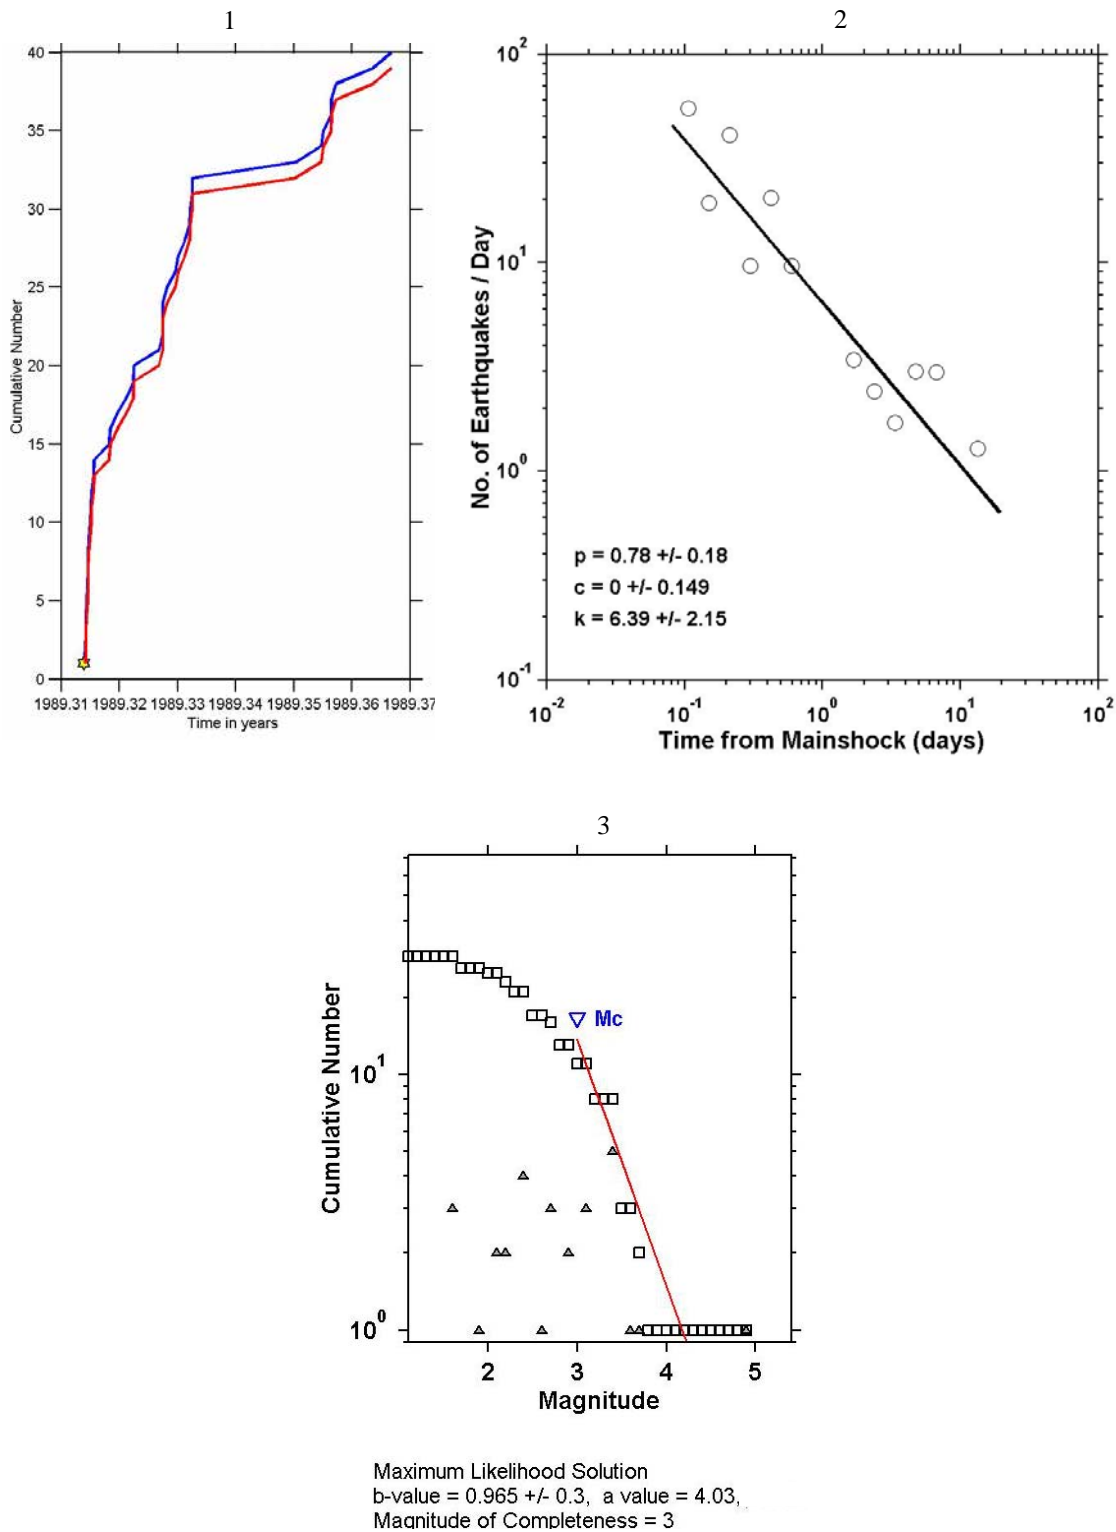 1
40
35
30
25
20
15
10
5
0
Cumulative Number
1989.31 1989.32 1989.33 1989.34 1989.35 1989.36 1989.37
Time in years
2
10²
10¹
10⁰
10⁻¹
No. of Earthquakes / Day
p = 0.78 +/- 0.18
c = 0 +/- 0.149
k = 6.39 +/- 2.15
10⁻² 10⁻¹ 10⁰ 10¹ 10²
Time from Mainshock (days)
3
Mc
10¹
10⁰
Cumulative Number
2 3 4 5
Magnitude
Maximum Likelihood Solution
b-value = 0.965 +/- 0.3, a value = 4.03,
Magnitude of Completeness = 3